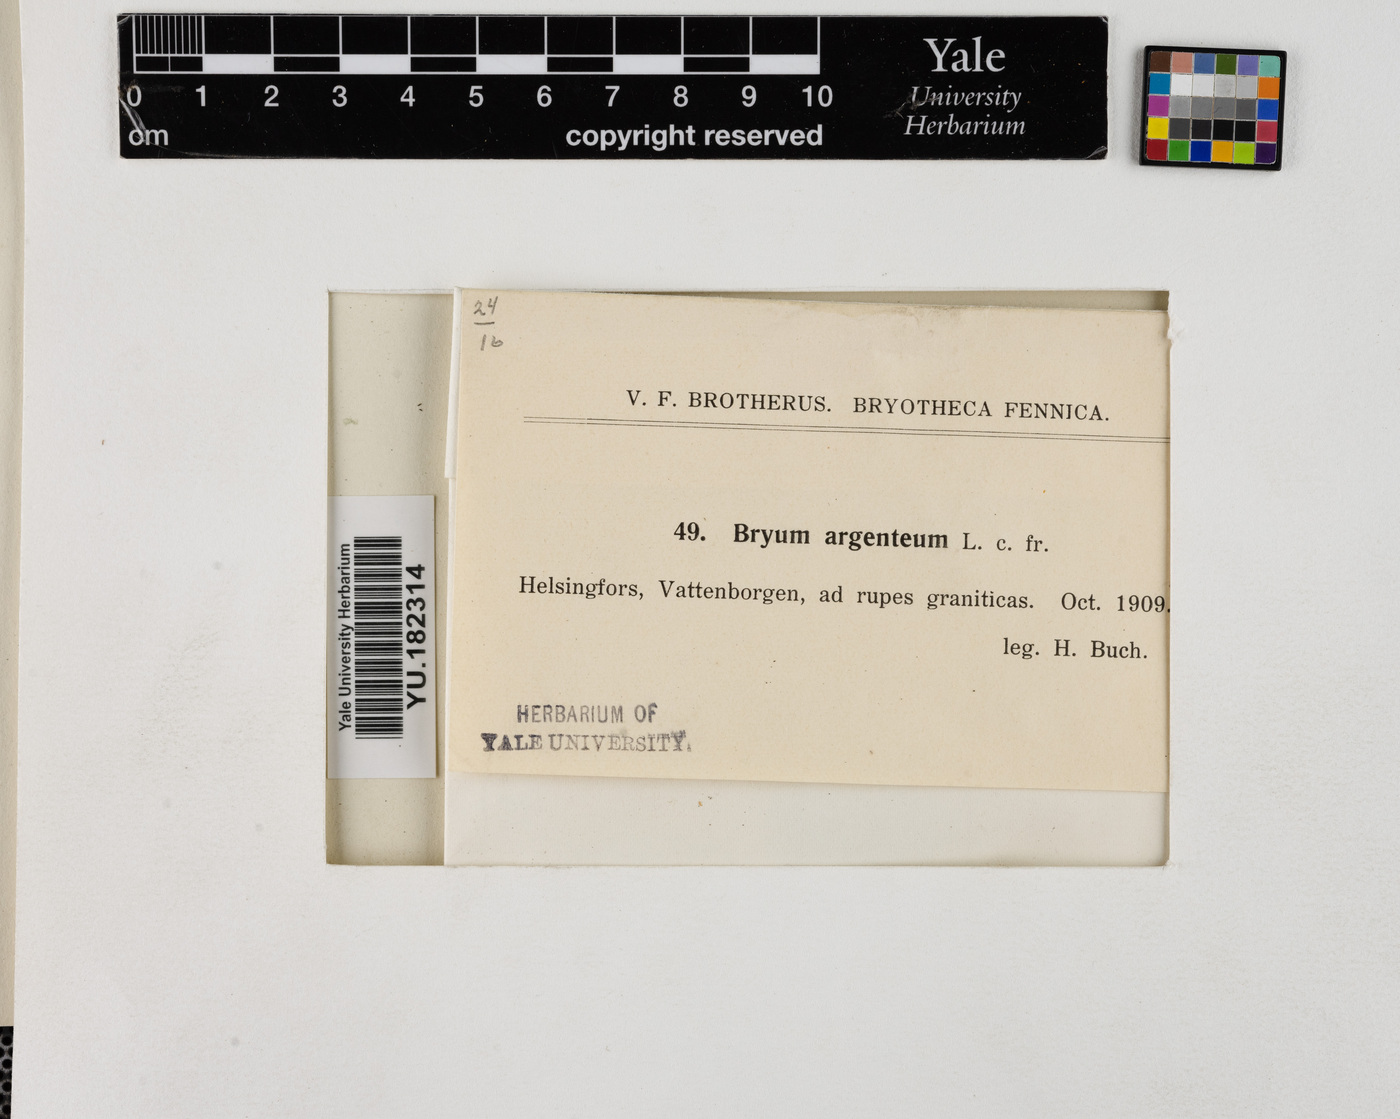 0 1 2 3 4 5 6 7 8 9 10
cm
copyright reserved
Yale
University
Herbarium
24
16
V. F. BROTHERUS. BRYOTHECA FENNICA.
49. Bryum argenteum L. c. fr.
Helsingfors, Vattenborgen, ad rupes graniticas. Oct. 1909.
leg. H. Buch.
HERBARIUM OF
YALE UNIVERSITY.
Yale University Herbarium
YU.182314